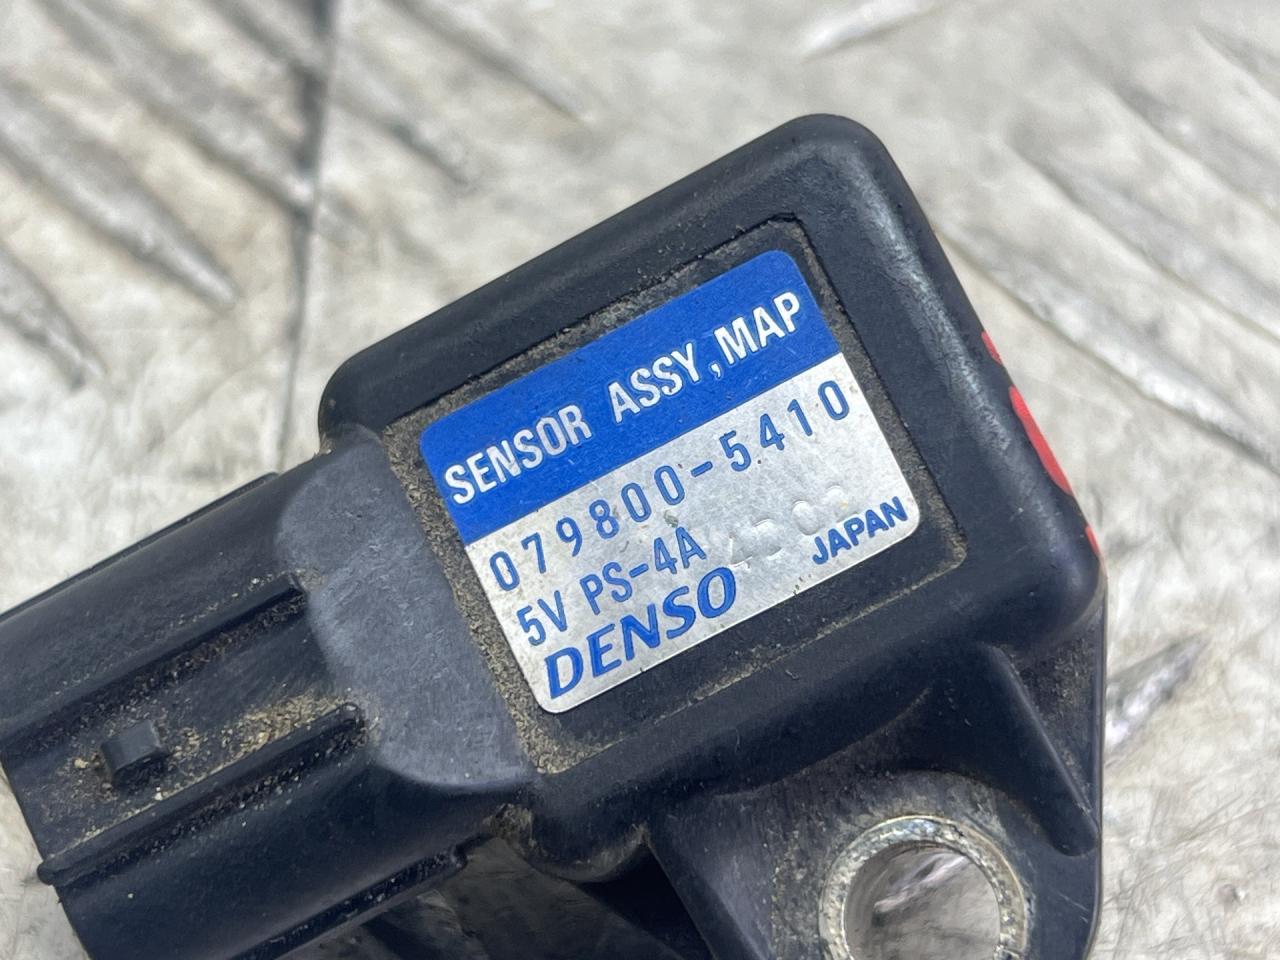 SENSOR ASSY, MAP
079800-5410
5V PS-4A
DENSO JAPAN